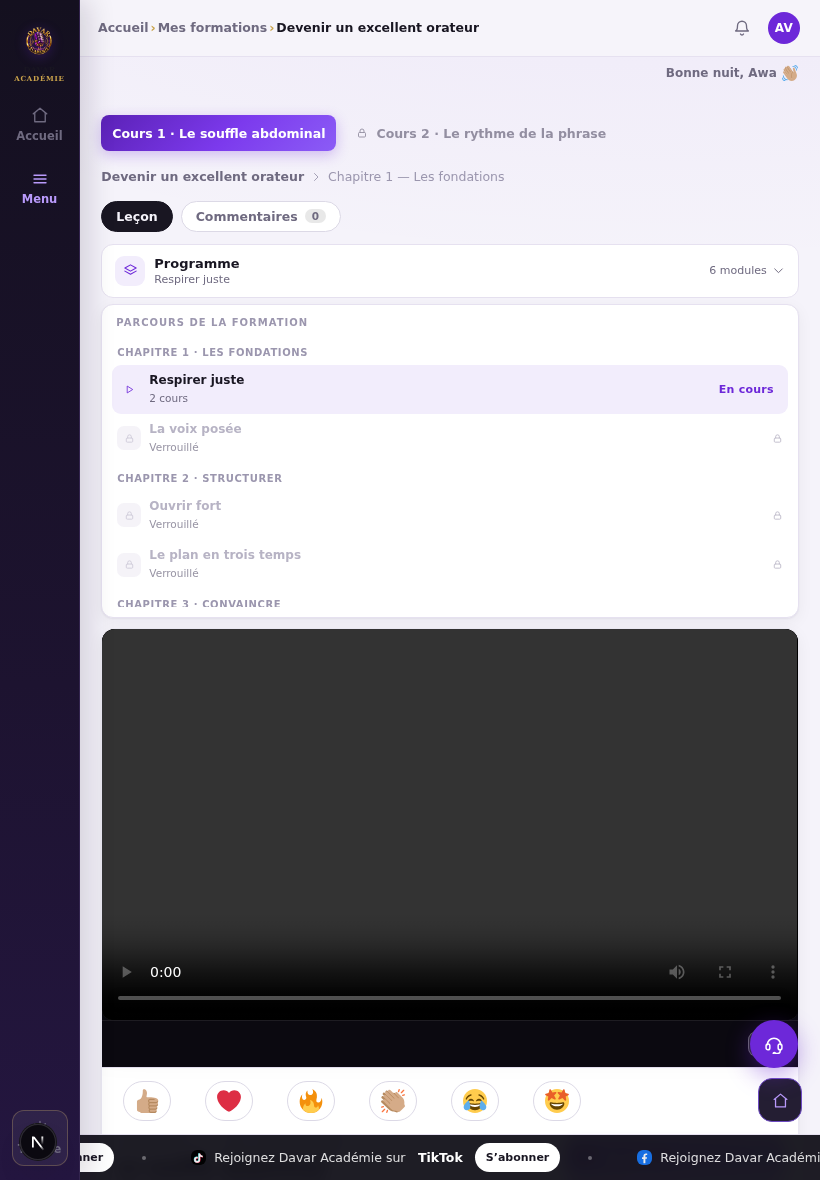 Accueil › Mes formations › Devenir un excellent orateur
AV
ACADÉMIE
Bonne nuit, Awa
Accueil
Menu
Cours 1 · Le souffle abdominal
Cours 2 · Le rythme de la phrase
Devenir un excellent orateur > Chapitre 1 — Les fondations
Leçon
Commentaires 0
Programme
Respirer juste
6 modules
PARCOURS DE LA FORMATION
CHAPITRE 1 · LES FONDATIONS
Respirer juste
2 cours
En cours
La voix posée
Verrouillé
CHAPITRE 2 · STRUCTURER
Ouvrir fort
Verrouillé
Le plan en trois temps
Verrouillé
CHAPITRE 3 · CONVAINCRE
0:00
N
nner • Rejoignez Davar Académie sur TikTok S’abonner • Rejoignez Davar Académi